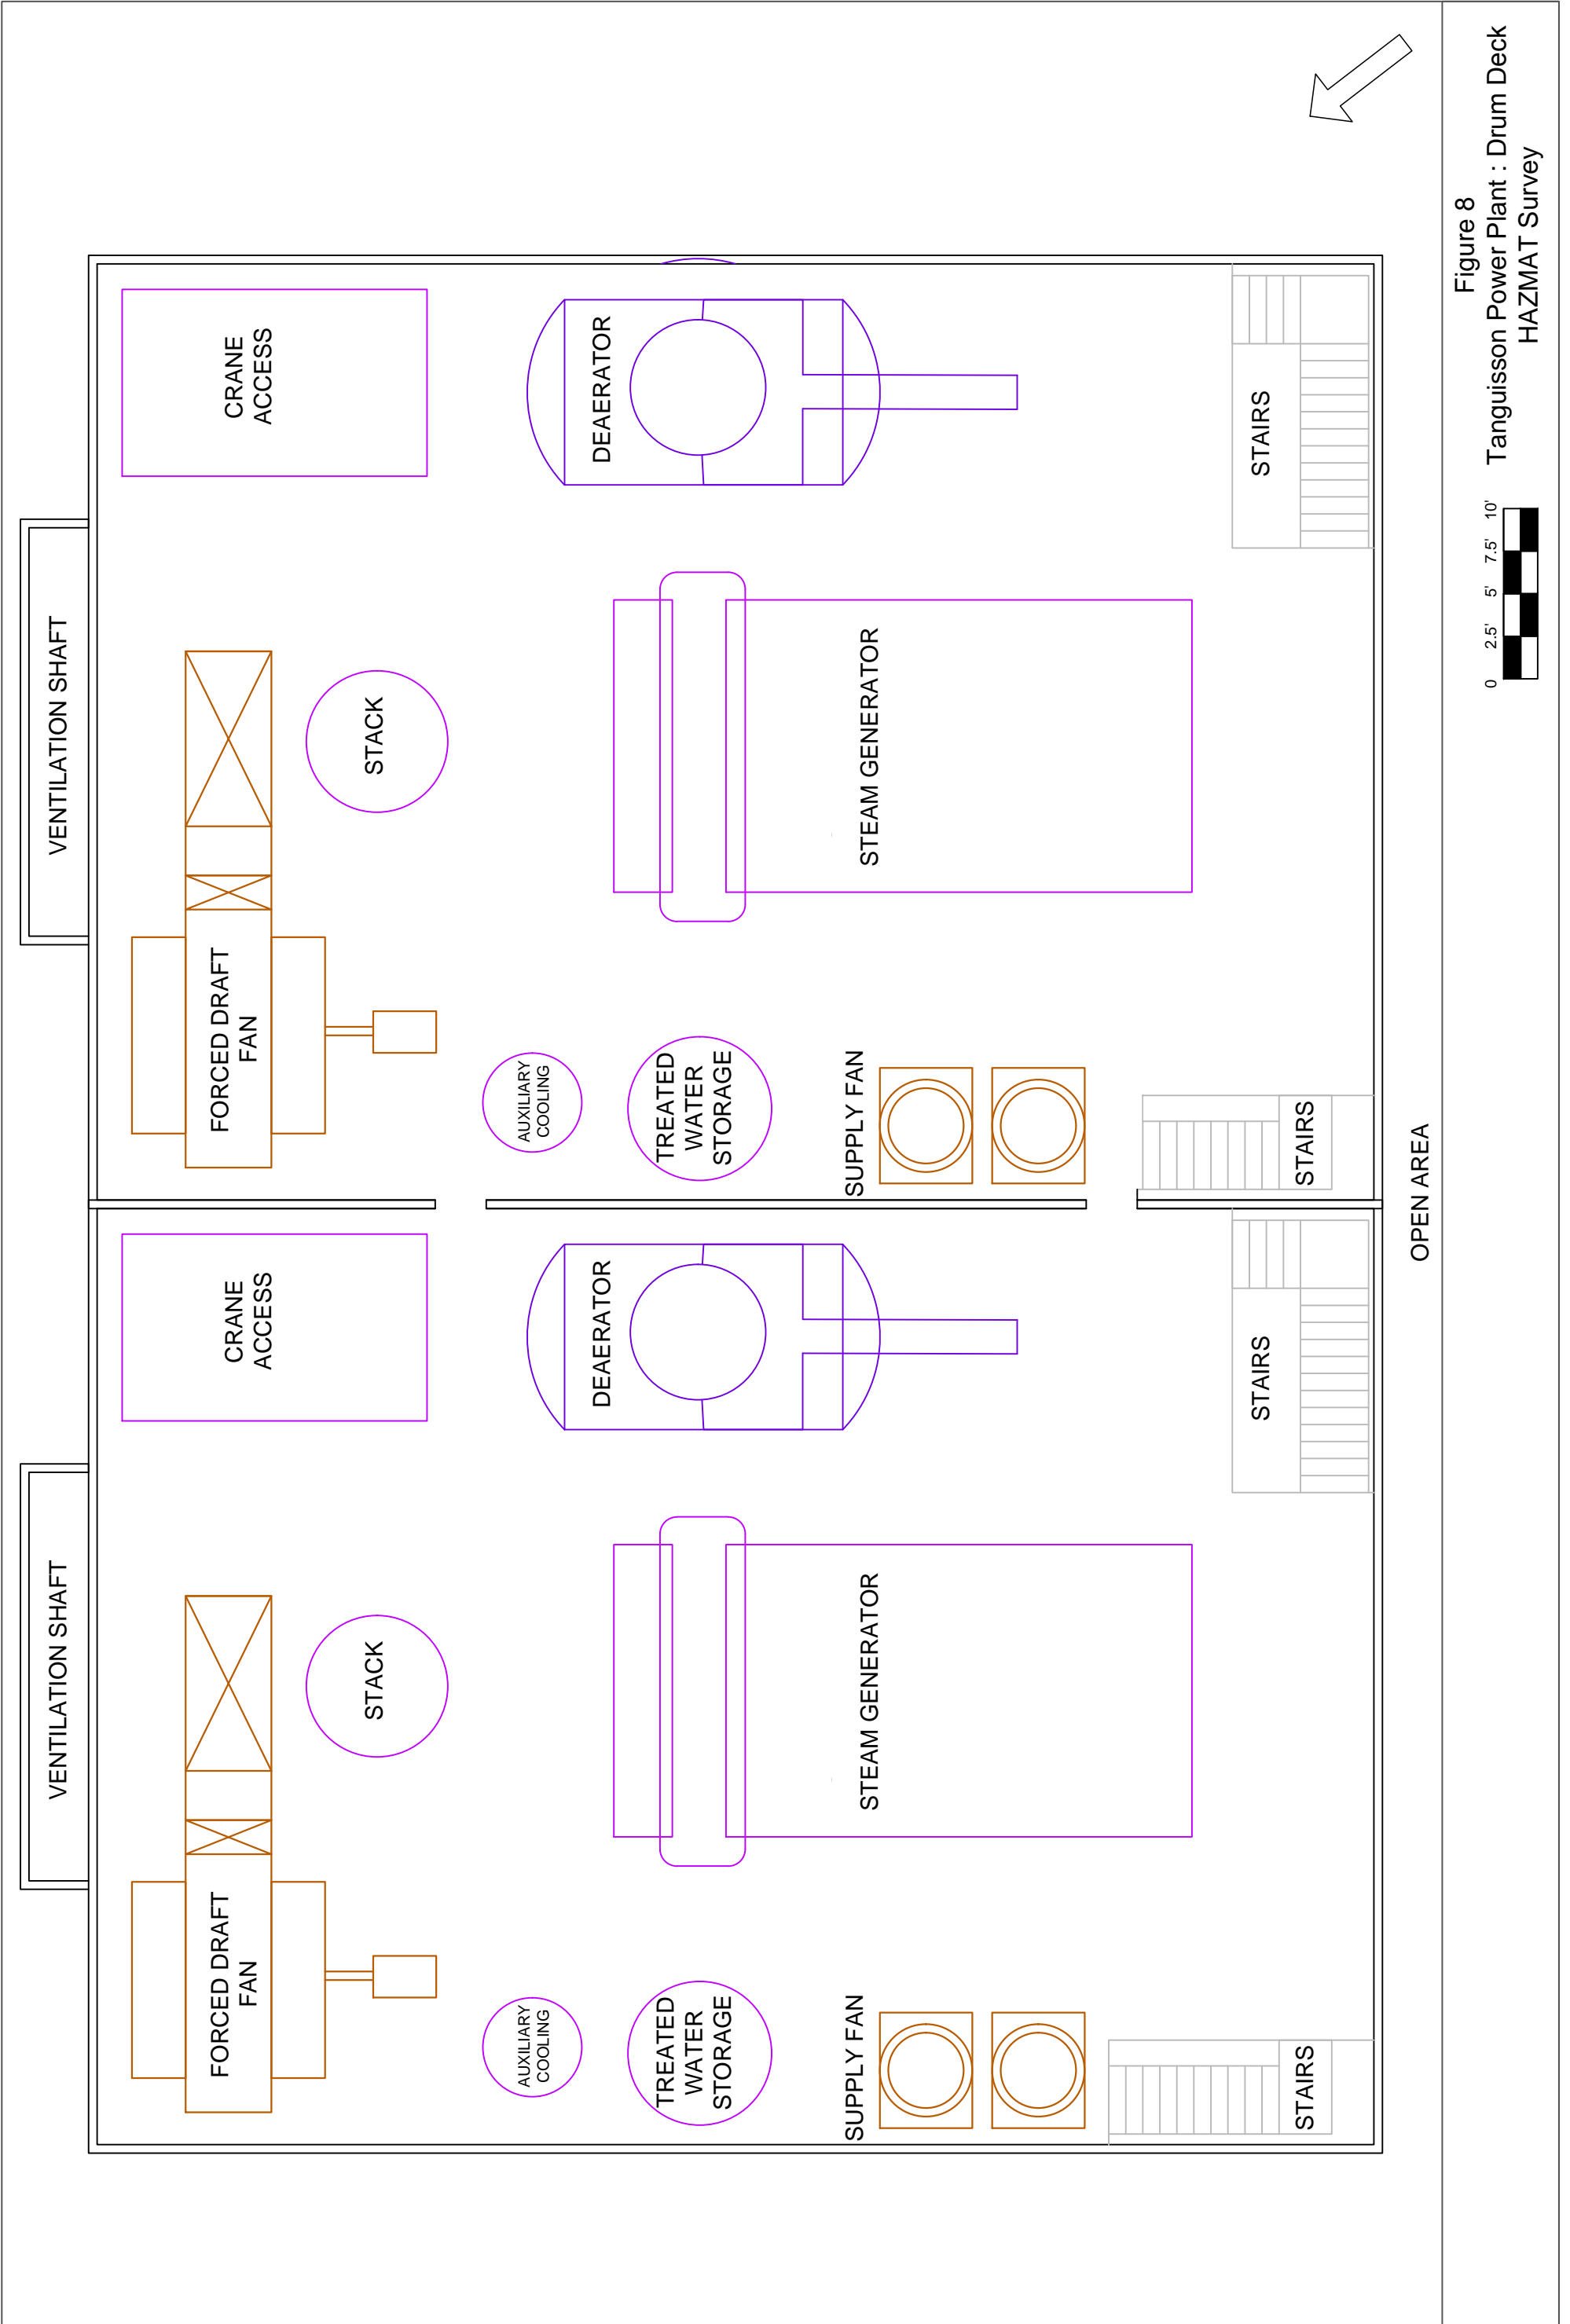 VENTILATION SHAFT
VENTILATION SHAFT
FORCED DRAFT
FAN
STACK
CRANE
ACCESS
AUXILIARY
COOLING
TREATED
WATER
STORAGE
DEAERATOR
SUPPLY FAN
STEAM GENERATOR
STAIRS
STAIRS
FORCED DRAFT
FAN
STACK
CRANE
ACCESS
AUXILIARY
COOLING
TREATED
WATER
STORAGE
DEAERATOR
SUPPLY FAN
STEAM GENERATOR
STAIRS
STAIRS
OPEN AREA
0 2.5' 5' 7.5' 10'
Figure 8
Tanguisson Power Plant : Drum Deck
HAZMAT Survey